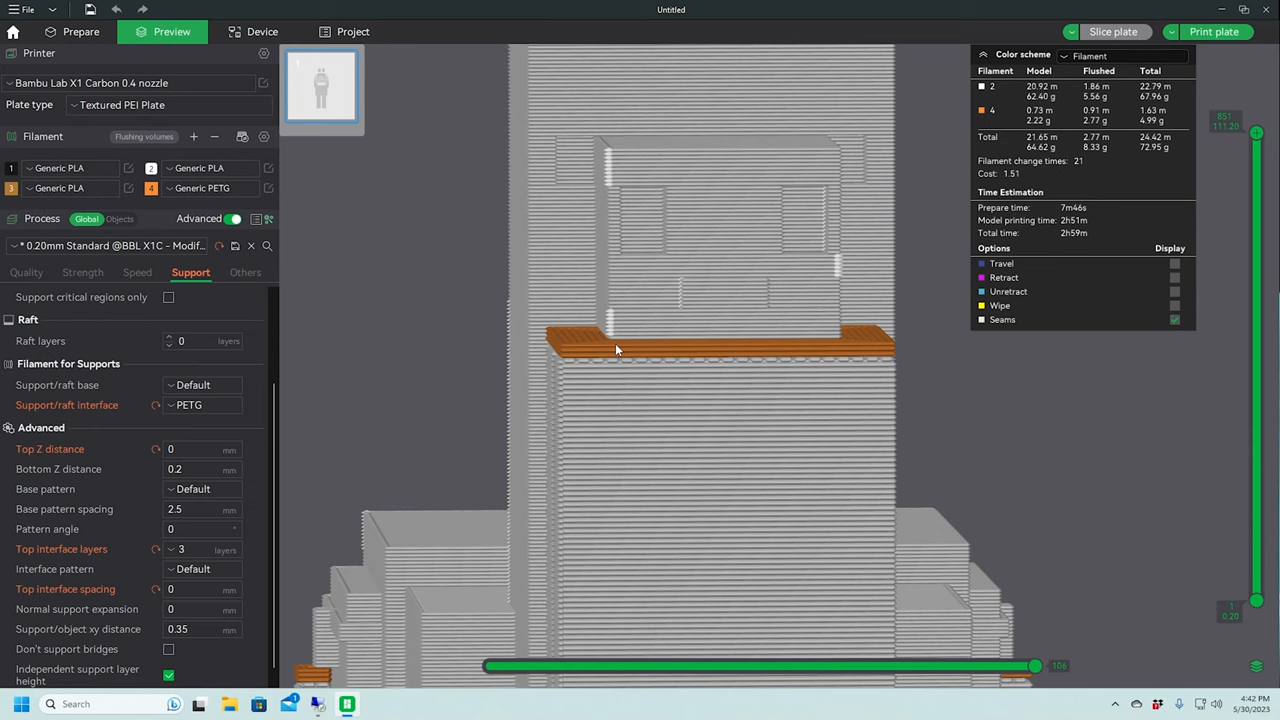 File
Untitled
Prepare
Preview
Device
Project
Slice plate
Print plate
Printer
Bambu Lab X1 Carbon 0.4 nozzle
Plate type
Textured PEI Plate
Filament
Flushing volumes
1 Generic PLA
2 Generic PLA
3 Generic PLA
4 Generic PETG
Process
Global
Objects
Advanced
* 0.20mm Standard @BBL X1C - Modif...
Quality
Strength
Speed
Support
Others
Support critical regions only
Raft
Raft layers 0 layers
Filament for Supports
Support/raft base Default
Support/raft interface PETG
Advanced
Top Z distance 0 mm
Bottom Z distance 0.2 mm
Base pattern Default
Base pattern spacing 2.5 mm
Pattern angle 0 °
Top interface layers 3 layers
Interface pattern Default
Top interface spacing 0 mm
Normal support expansion 0 mm
Support/object xy distance 0.35 mm
Don't support bridges
Independent support layer
height
1
Color scheme Filament
Filament Model Flushed Total
2 20.92 m 1.86 m 22.79 m
62.40 g 5.56 g 67.96 g
4 0.73 m 0.91 m 1.63 m
2.22 g 2.77 g 4.99 g
Total 21.65 m 2.77 m 24.42 m
64.62 g 8.33 g 72.95 g
Filament change times: 21
Cost: 1.51
Time Estimation
Prepare time: 7m46s
Model printing time: 2h51m
Total time: 2h59m
Options Display
Travel
Retract
Unretract
Wipe
Seams
851
111.20
0.20
106
Search
1
4:42 PM
5/30/2023